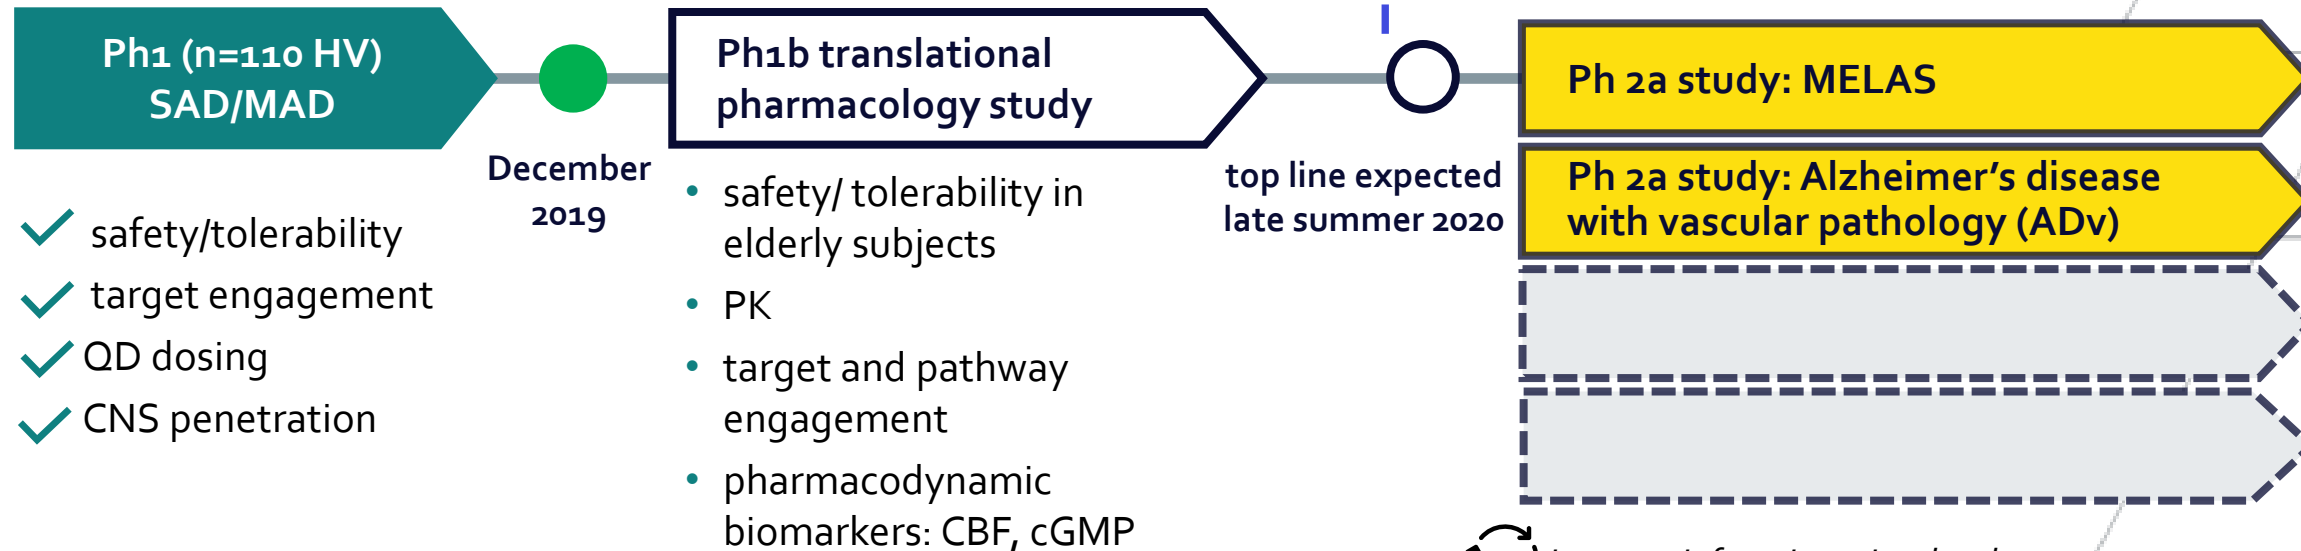 Ph1 (n=110 HV)
SAD/MAD
safety/tolerability
target engagement
QD dosing
CNS penetration
December
2019
Ph1b translational
pharmacology study
• safety/ tolerability in
elderly subjects
• PK
• target and pathway
engagement
• pharmacodynamic
biomarkers: CBF, cGMP
top line expected
late summer 2020
Ph 2a study: MELAS
Ph 2a study: Alzheimer’s disease
with vascular pathology (ADv)